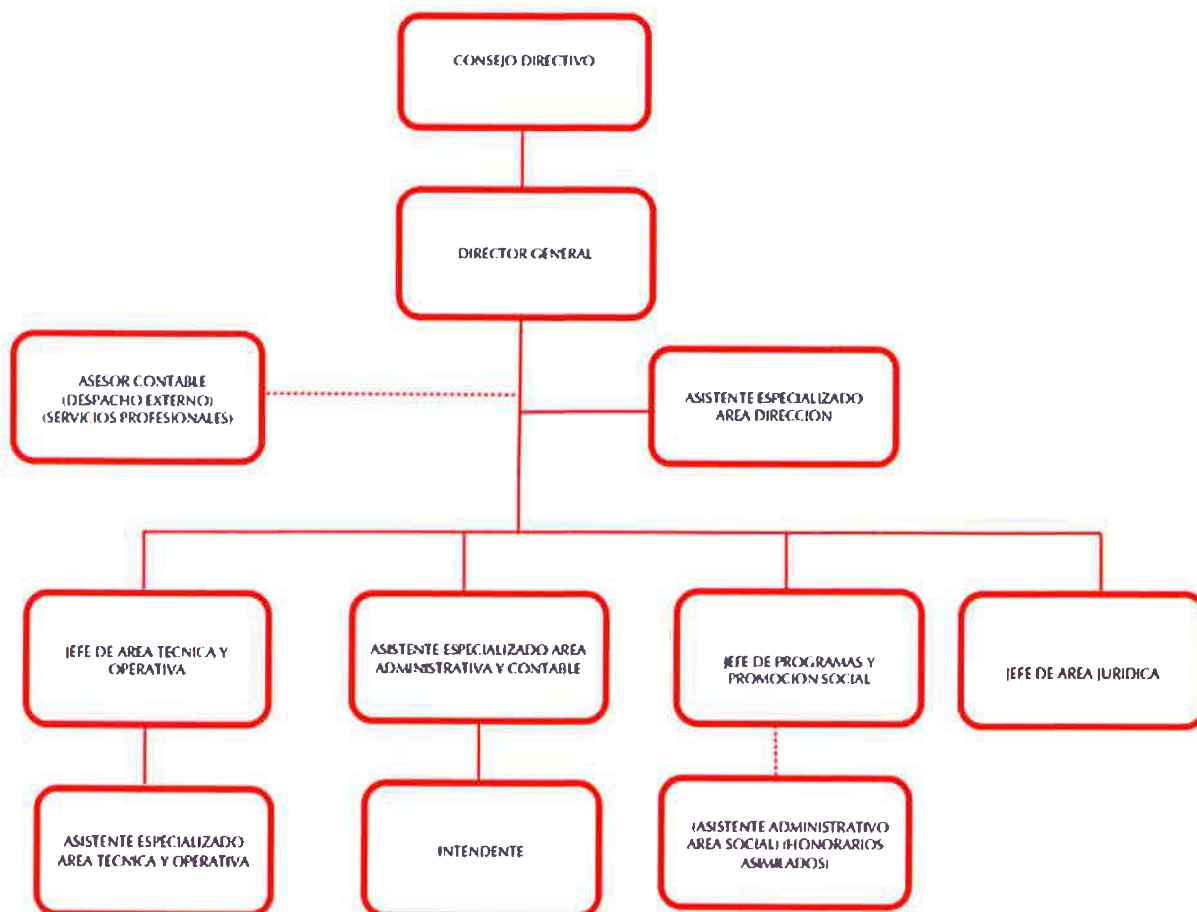 CONSEJO DIRECTIVO
DIRECTOR GENERAL
ASESOR CONTABLE
(DESPACHO EXTERNO)
(SERVICIOS PROFESIONALES)
ASISTENTE ESPECIALIZADO
AREA DIRECCION
JEFE DE AREA TECNICA Y
OPERATIVA
ASISTENTE ESPECIALIZADO AREA
ADMINISTRATIVA Y CONTABLE
JEFE DE PROGRAMAS Y
PROMOCION SOCIAL
JEFE DE AREA JURIDICA
ASISTENTE ESPECIALIZADO
AREA TECNICA Y OPERATIVA
INTENDENTE
(ASISTENTE ADMINISTRATIVO
AREA SOCIAL) (HONORARIOS
ASIMILADOS)